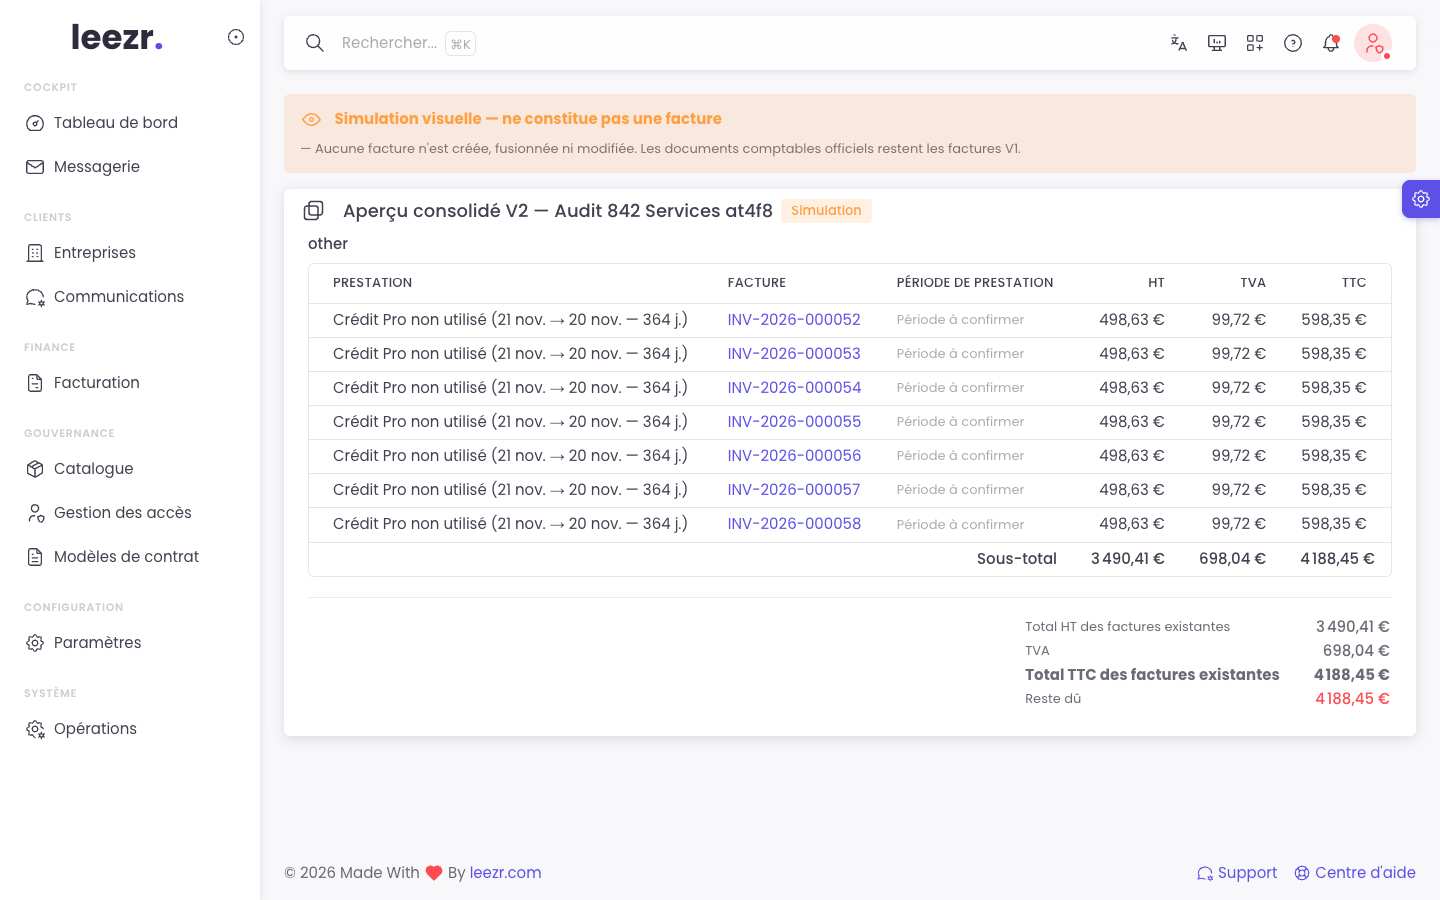 leezr.
Rechercher... ⌘K
COCKPIT
Tableau de bord
Messagerie
CLIENTS
Entreprises
Communications
FINANCE
Facturation
GOUVERNANCE
Catalogue
Gestion des accès
Modèles de contrat
CONFIGURATION
Paramètres
SYSTÈME
Opérations
Simulation visuelle — ne constitue pas une facture
— Aucune facture n'est créée, fusionnée ni modifiée. Les documents comptables officiels restent les factures V1.
Aperçu consolidé V2 — Audit 842 Services at4f8 Simulation
other
PRESTATION FACTURE PÉRIODE DE PRESTATION HT TVA TTC
Crédit Pro non utilisé (21 nov. → 20 nov. — 364 j.) INV-2026-000052 Période à confirmer 498,63 € 99,72 € 598,35 €
Crédit Pro non utilisé (21 nov. → 20 nov. — 364 j.) INV-2026-000053 Période à confirmer 498,63 € 99,72 € 598,35 €
Crédit Pro non utilisé (21 nov. → 20 nov. — 364 j.) INV-2026-000054 Période à confirmer 498,63 € 99,72 € 598,35 €
Crédit Pro non utilisé (21 nov. → 20 nov. — 364 j.) INV-2026-000055 Période à confirmer 498,63 € 99,72 € 598,35 €
Crédit Pro non utilisé (21 nov. → 20 nov. — 364 j.) INV-2026-000056 Période à confirmer 498,63 € 99,72 € 598,35 €
Crédit Pro non utilisé (21 nov. → 20 nov. — 364 j.) INV-2026-000057 Période à confirmer 498,63 € 99,72 € 598,35 €
Crédit Pro non utilisé (21 nov. → 20 nov. — 364 j.) INV-2026-000058 Période à confirmer 498,63 € 99,72 € 598,35 €
Sous-total 3 490,41 € 698,04 € 4 188,45 €
Total HT des factures existantes 3 490,41 €
TVA 698,04 €
Total TTC des factures existantes 4 188,45 €
Reste dû 4 188,45 €
© 2026 Made With ❤ By leezr.com
Support Centre d'aide